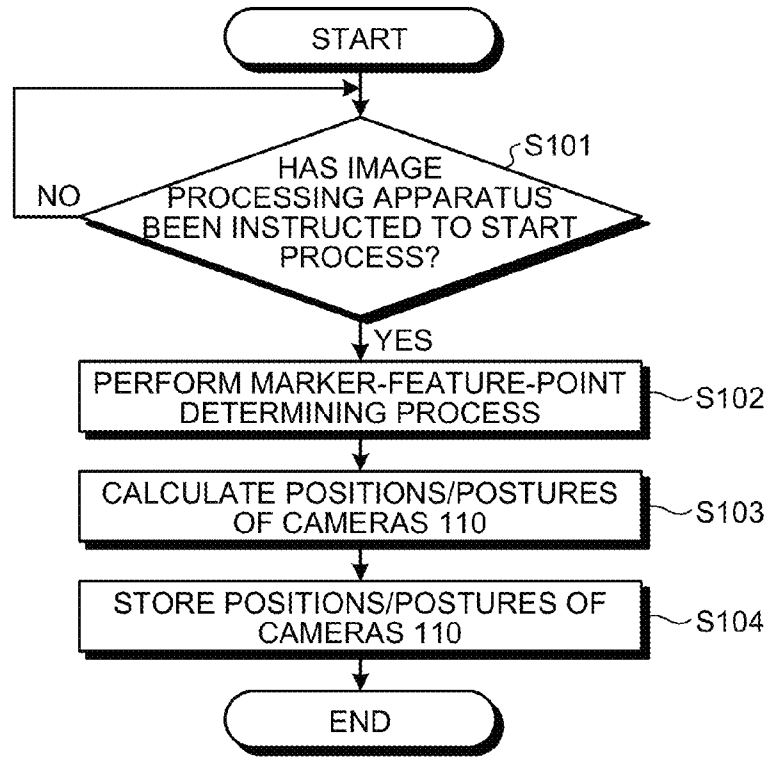 START
S101
HAS IMAGE
PROCESSING APPARATUS
BEEN INSTRUCTED TO START
PROCESS?
NO
YES
PERFORM MARKER-FEATURE-POINT
DETERMINING PROCESS
S102
CALCULATE POSITIONS/POSTURES
OF CAMERAS 110
S103
STORE POSITIONS/POSTURES OF
CAMERAS 110
S104
END